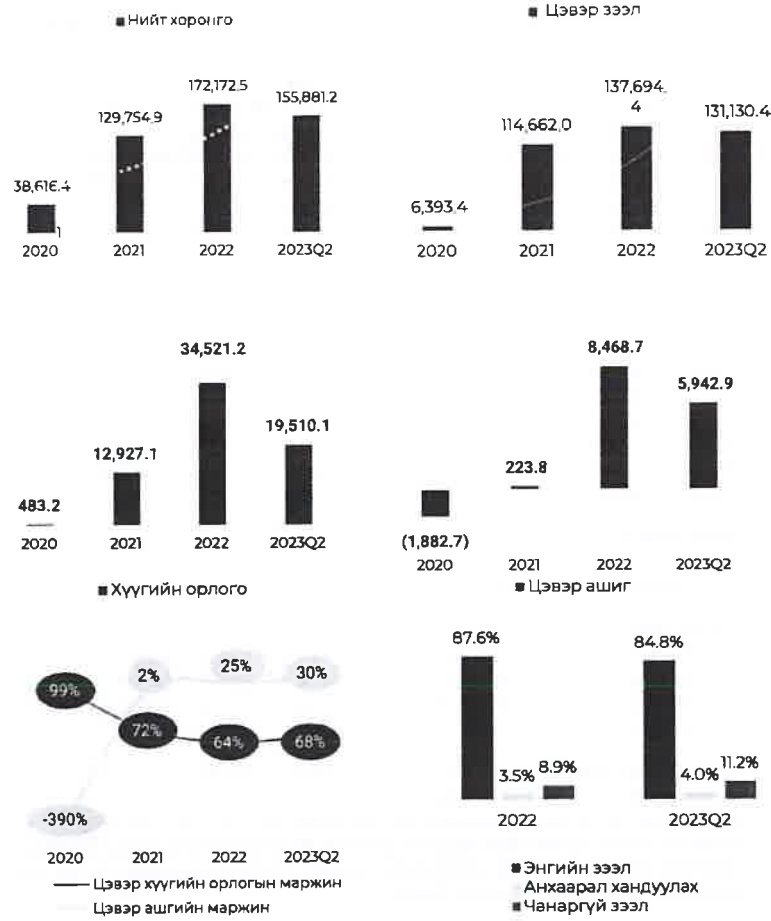 ■ Нийт хөрөнгө
172,172.5
155,881.2
129,754.9
38,616.4
2020 2021 2022 2023Q2
■ Цэвэр зээл
137,694.
4
131,130.4
114,662.0
6,393.4
2020 2021 2022 2023Q2
34,521.2
19,510.1
12,927.1
483.2
2020 2021 2022 2023Q2
■ Хүүгийн орлого
8,468.7
5,942.9
223.8
(1,882.7)
2020 2021 2022 2023Q2
■ Цэвэр ашиг
2% 25% 30%
99%
72% 64% 68%
-390%
2020 2021 2022 2023Q2
Цэвэр хүүгийн орлогын маржин
Цэвэр ашгийн маржин
87.6% 84.8%
3.5% 8.9% 4.0% 11.2%
2022 2023Q2
■ Энгийн зээл
Анхаарал хандуулах
■ Чанаргүй зээл